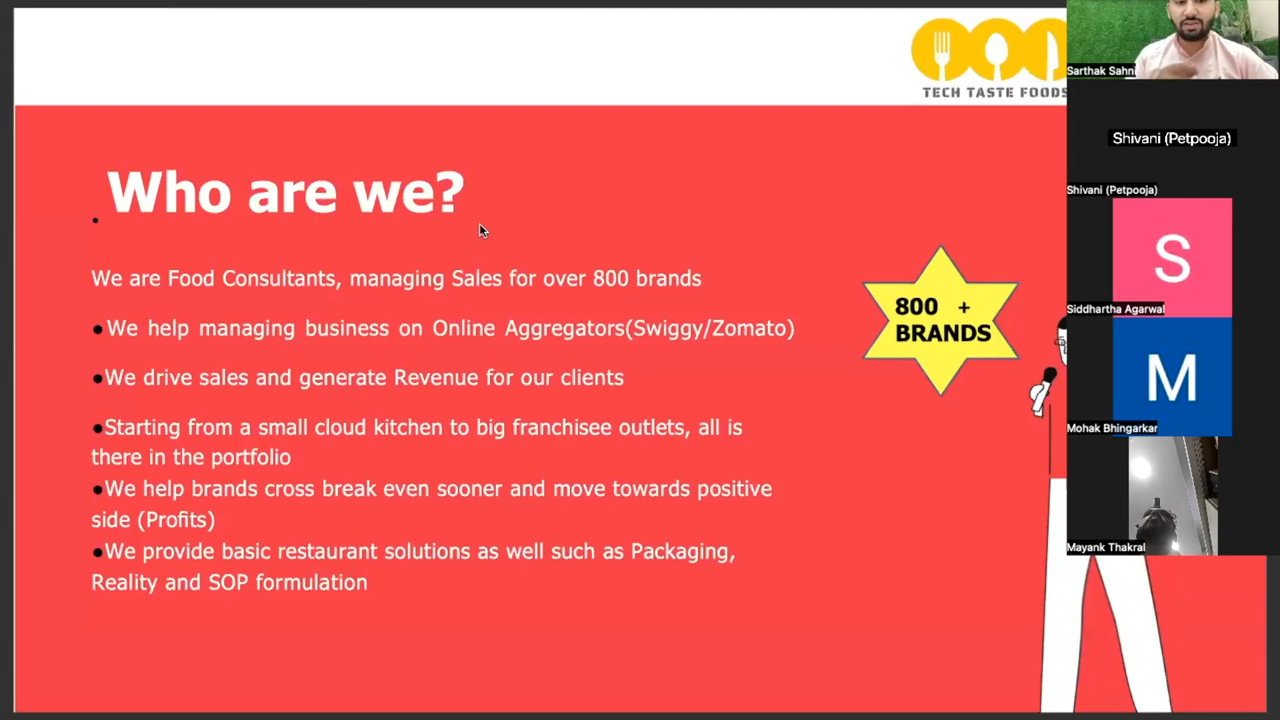 TECH TASTE FOODS
Who are we?
We are Food Consultants, managing Sales for over 800 brands
●We help managing business on Online Aggregators(Swiggy/Zomato)
●We drive sales and generate Revenue for our clients
●Starting from a small cloud kitchen to big franchisee outlets, all is
there in the portfolio
●We help brands cross break even sooner and move towards positive
side (Profits)
●We provide basic restaurant solutions as well such as Packaging,
Reality and SOP formulation
800 +
BRANDS
Sarthak Sahni
Shivani (Petpooja)
Shivani (Petpooja)
S
Siddhartha Agarwal
M
Mohak Bhingarkar
Mayank Thakral